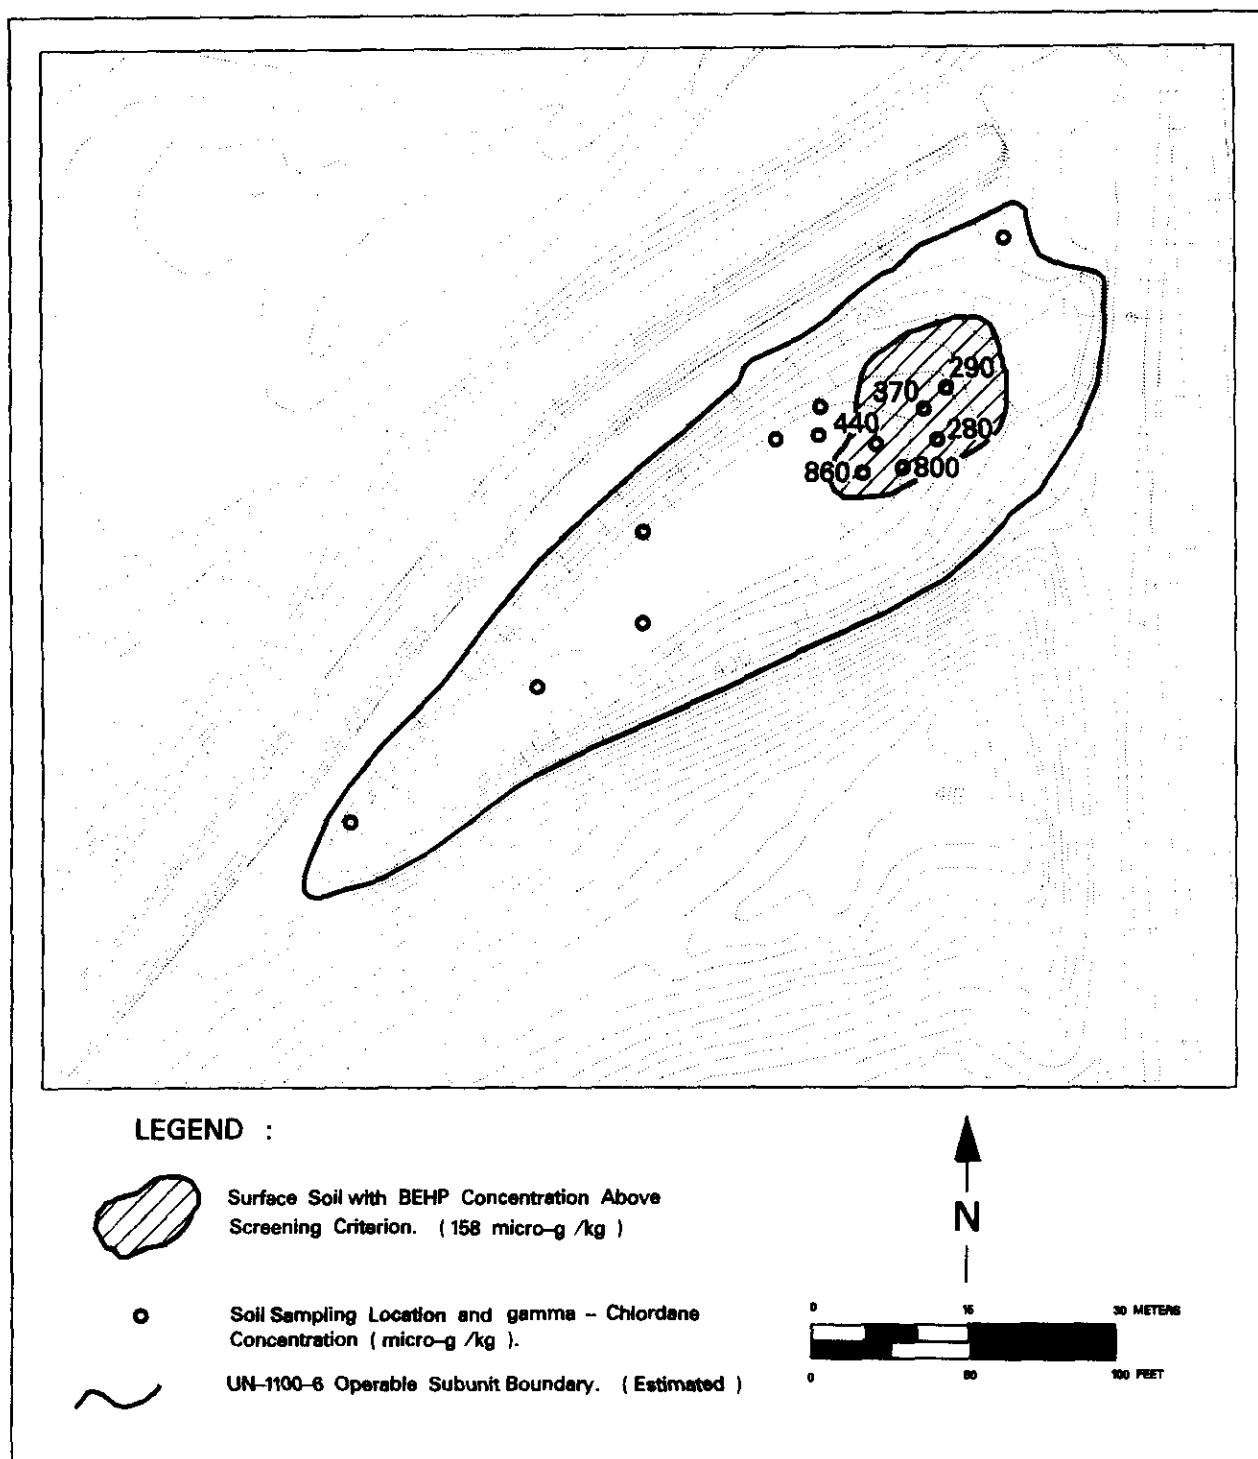 290
370
440
280
860
800
LEGEND :
Surface Soil with BEHP Concentration Above
Screening Criterion. ( 158 micro-g /kg )
N
Soil Sampling Location and gamma - Chlordane
Concentration ( micro-g /kg ).
0 15 30 METERS
0 50 100 FEET
UN-1100-6 Operable Subunit Boundary. ( Estimated )